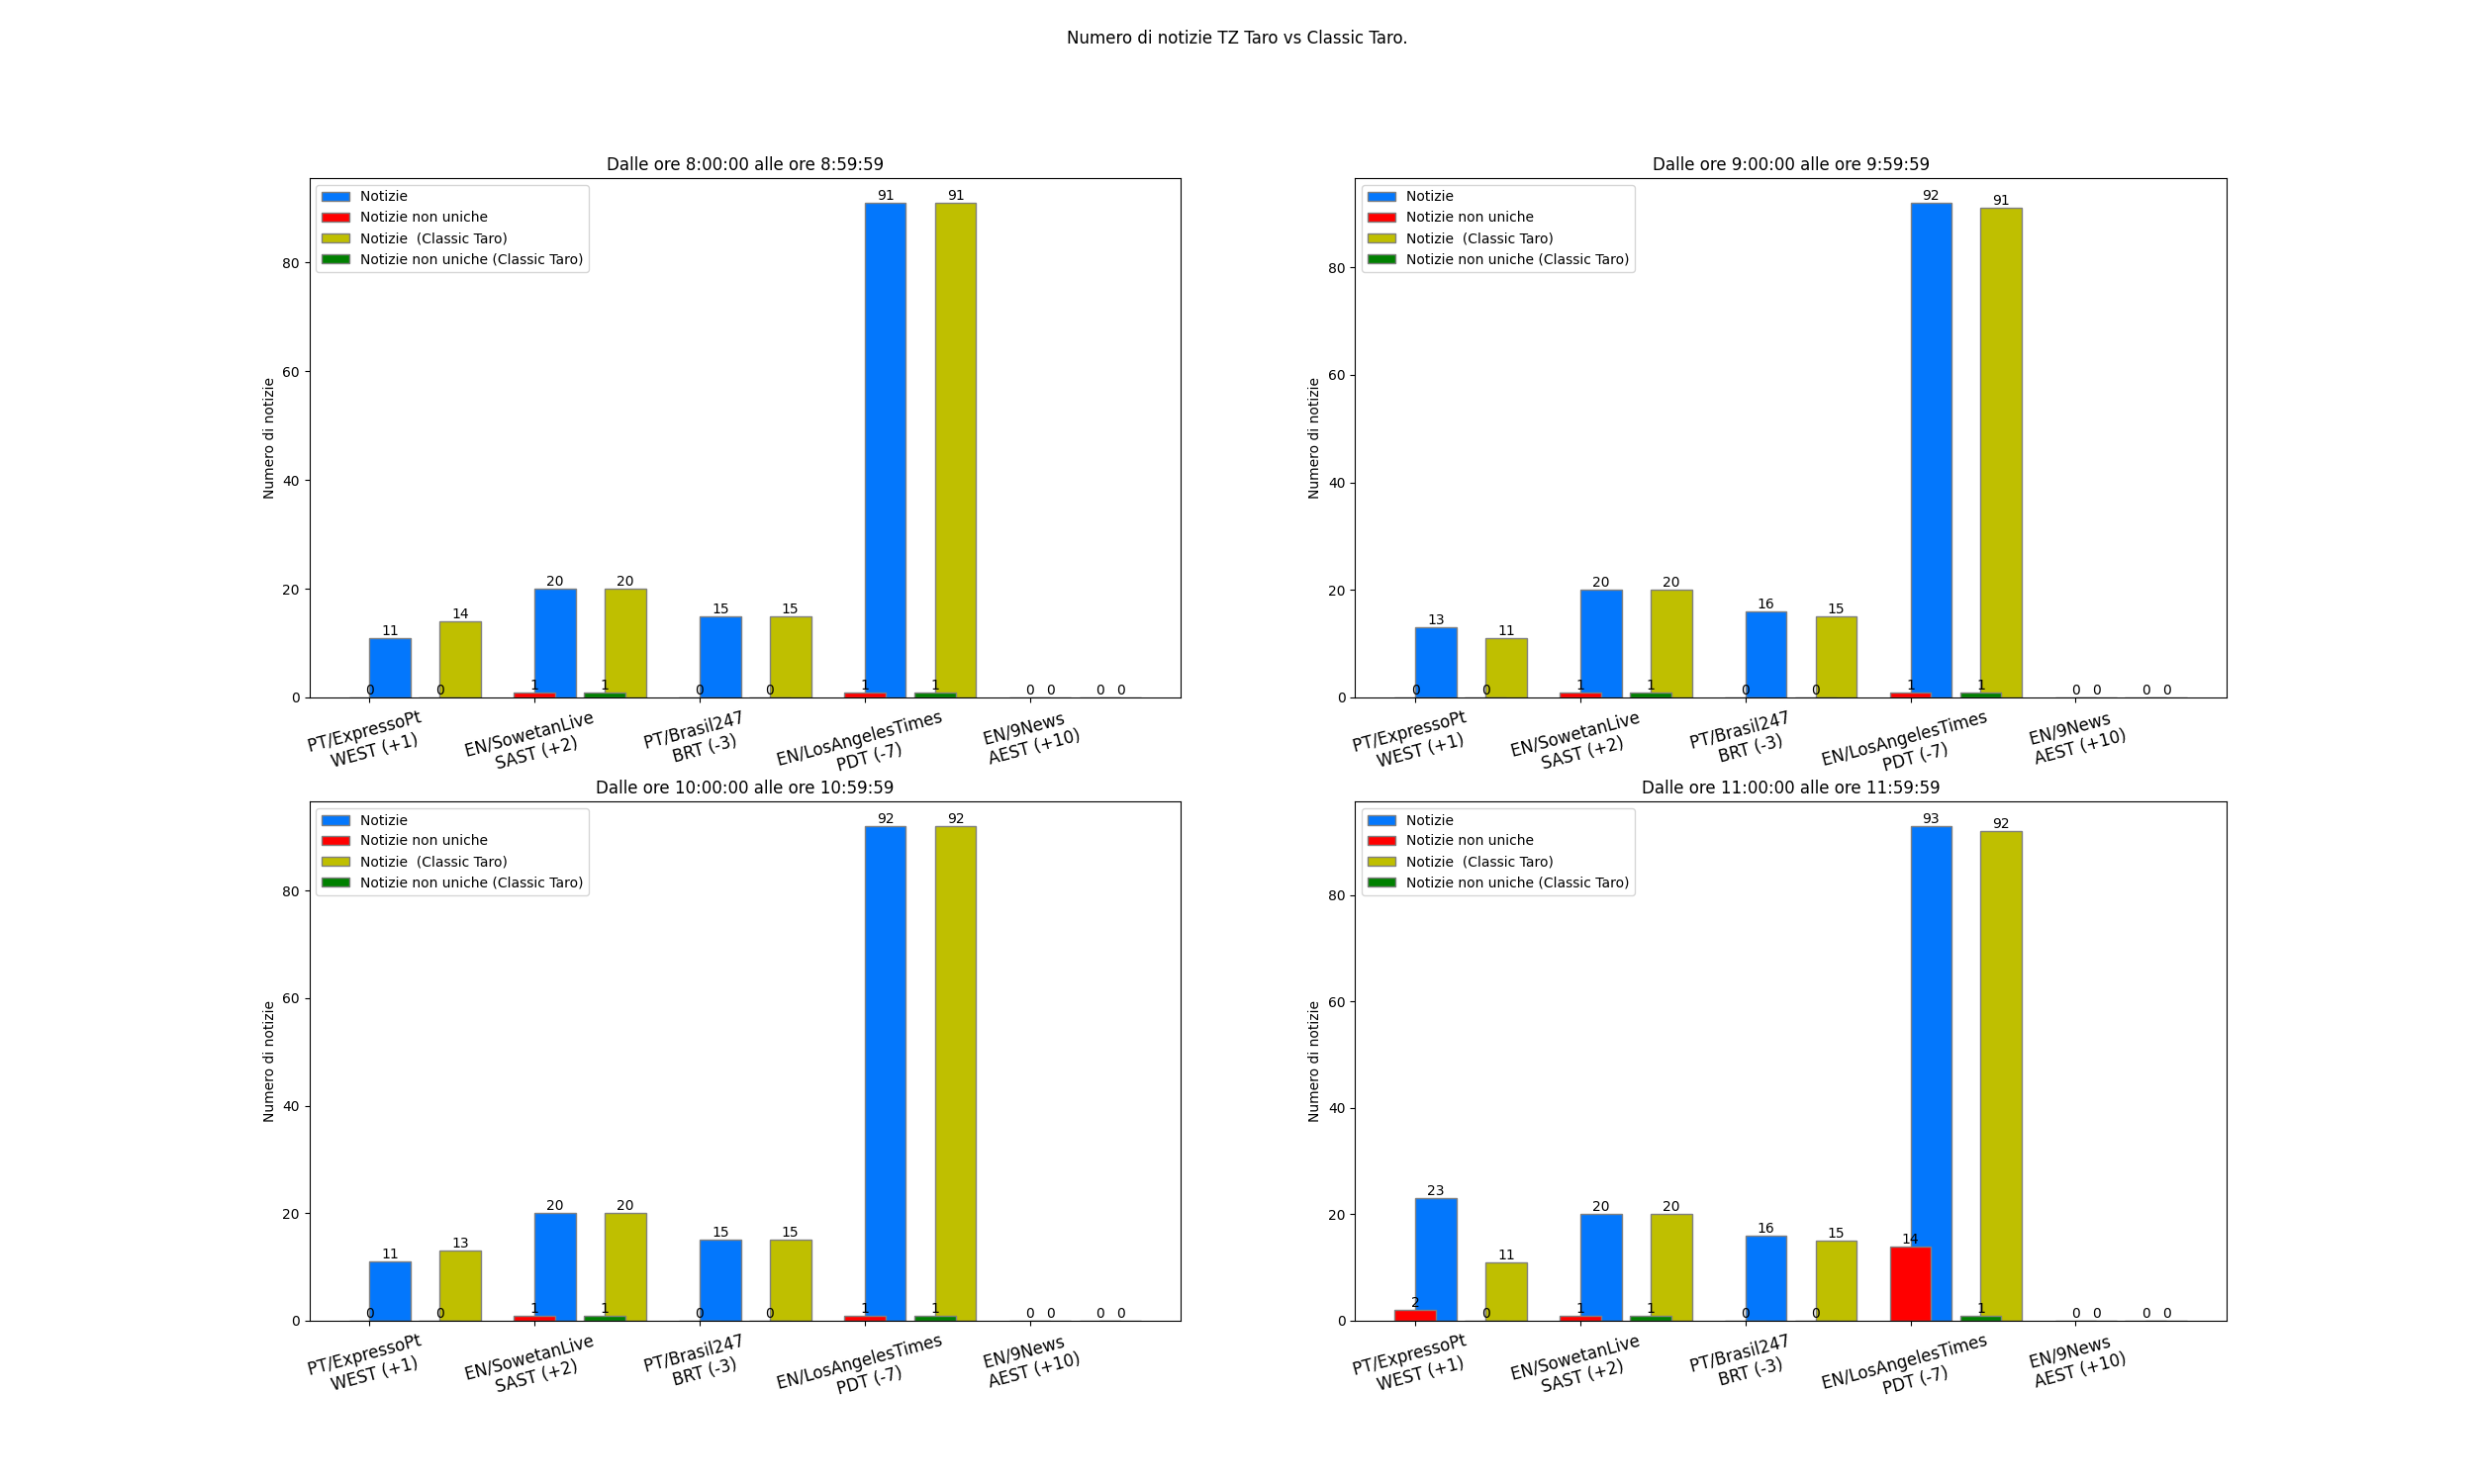 Numero di notizie TZ Taro vs Classic Taro.
Dalle ore 8:00:00 alle ore 8:59:59
Notizie
Notizie non uniche
Notizie  (Classic Taro)
Notizie non uniche (Classic Taro)
Numero di notizie
80
60
40
20
0
91 91
20 20
15 15
14
11
0 0 1 1 0 0 1 1 0 0 0 0
PT/ExpressoPt
WEST (+1)
EN/SowetanLive
SAST (+2)
PT/Brasil247
BRT (-3)
EN/LosAngelesTimes
PDT (-7)
EN/9News
AEST (+10)
Dalle ore 9:00:00 alle ore 9:59:59
Notizie
Notizie non uniche
Notizie  (Classic Taro)
Notizie non uniche (Classic Taro)
Numero di notizie
80
60
40
20
0
92 91
20 20
16 15
13 11
0 0 1 1 0 0 1 1 0 0 0 0
PT/ExpressoPt
WEST (+1)
EN/SowetanLive
SAST (+2)
PT/Brasil247
BRT (-3)
EN/LosAngelesTimes
PDT (-7)
EN/9News
AEST (+10)
Dalle ore 10:00:00 alle ore 10:59:59
Notizie
Notizie non uniche
Notizie  (Classic Taro)
Notizie non uniche (Classic Taro)
Numero di notizie
80
60
40
20
0
92 92
20 20
15 15
11 13
0 0 1 1 0 0 1 1 0 0 0 0
PT/ExpressoPt
WEST (+1)
EN/SowetanLive
SAST (+2)
PT/Brasil247
BRT (-3)
EN/LosAngelesTimes
PDT (-7)
EN/9News
AEST (+10)
Dalle ore 11:00:00 alle ore 11:59:59
Notizie
Notizie non uniche
Notizie  (Classic Taro)
Notizie non uniche (Classic Taro)
Numero di notizie
80
60
40
20
0
93 92
23
20 20
16 15
14
11
2 0 1 1 0 0 1 0 0 0 0
PT/ExpressoPt
WEST (+1)
EN/SowetanLive
SAST (+2)
PT/Brasil247
BRT (-3)
EN/LosAngelesTimes
PDT (-7)
EN/9News
AEST (+10)